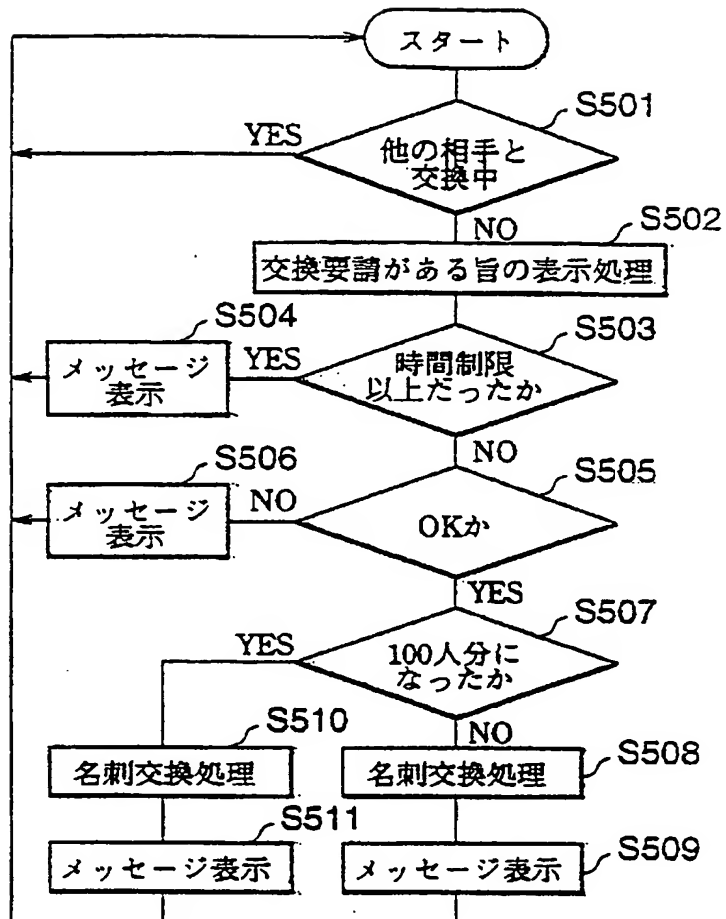 スタート
S501
YES
他の相手と
交換中
NO
S502
交換要請がある旨の表示処理
S504
S503
メッセージ
表示
YES
時間制限
以上だったか
NO
S506
S505
メッセージ
表示
NO
OKか
YES
S507
YES
100人分に
なったか
NO
S510
名刺交換処理
名刺交換処理
S508
S511
メッセージ表示
メッセージ表示
S509